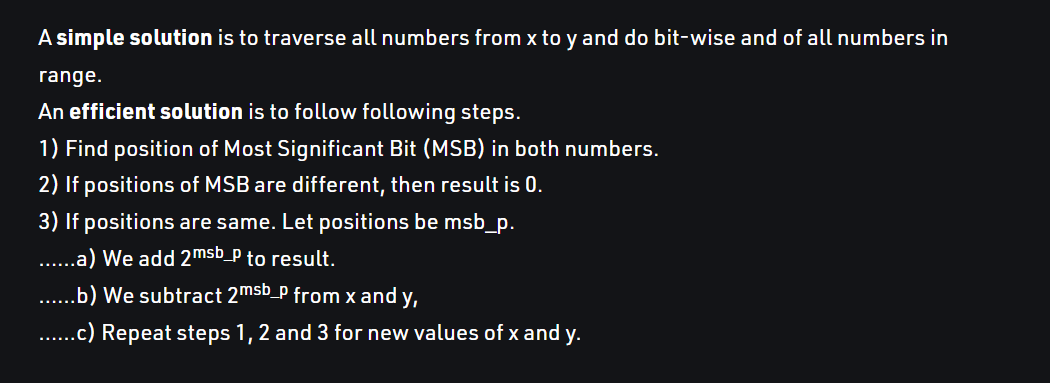 A simple solution is to traverse all numbers from x to y and do bit-wise and of all numbers in
range.
An efficient solution is to follow following steps.
1) Find position of Most Significant Bit (MSB) in both numbers.
2) If positions of MSB are different, then result is 0.
3) If positions are same. Let positions be msb_p.
......a) We add 2^msb_p to result.
......b) We subtract 2^msb_p from x and y,
......c) Repeat steps 1, 2 and 3 for new values of x and y.